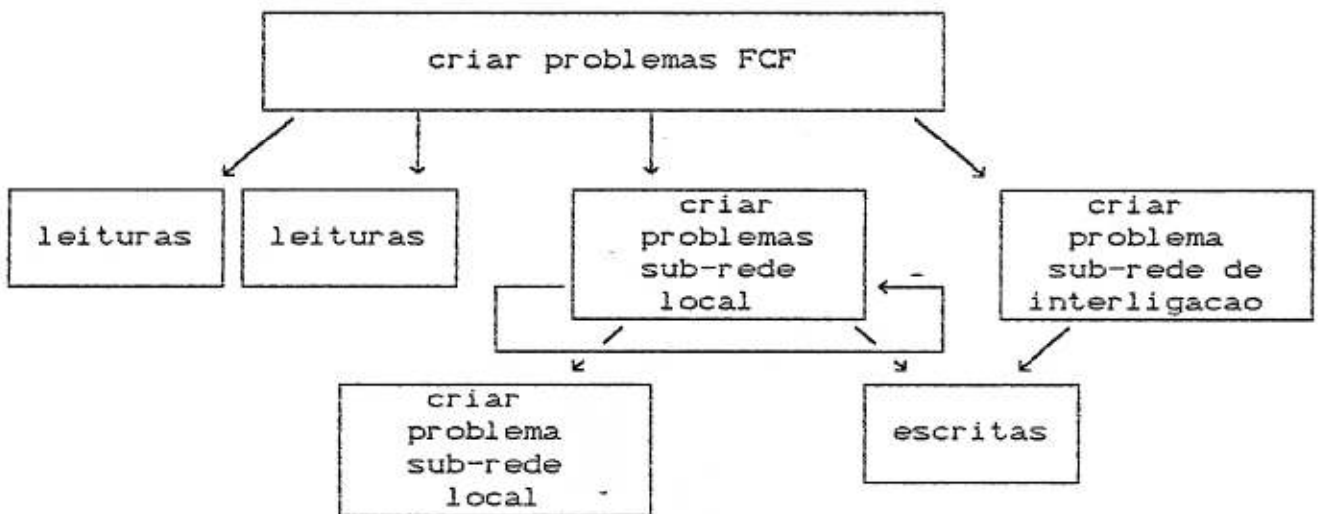 criar problemas FCF
leituras
leituras
criar
problemas
sub-rede
local
criar
problema
sub-rede de
interligacao
criar
problema
sub-rede
local
escritas